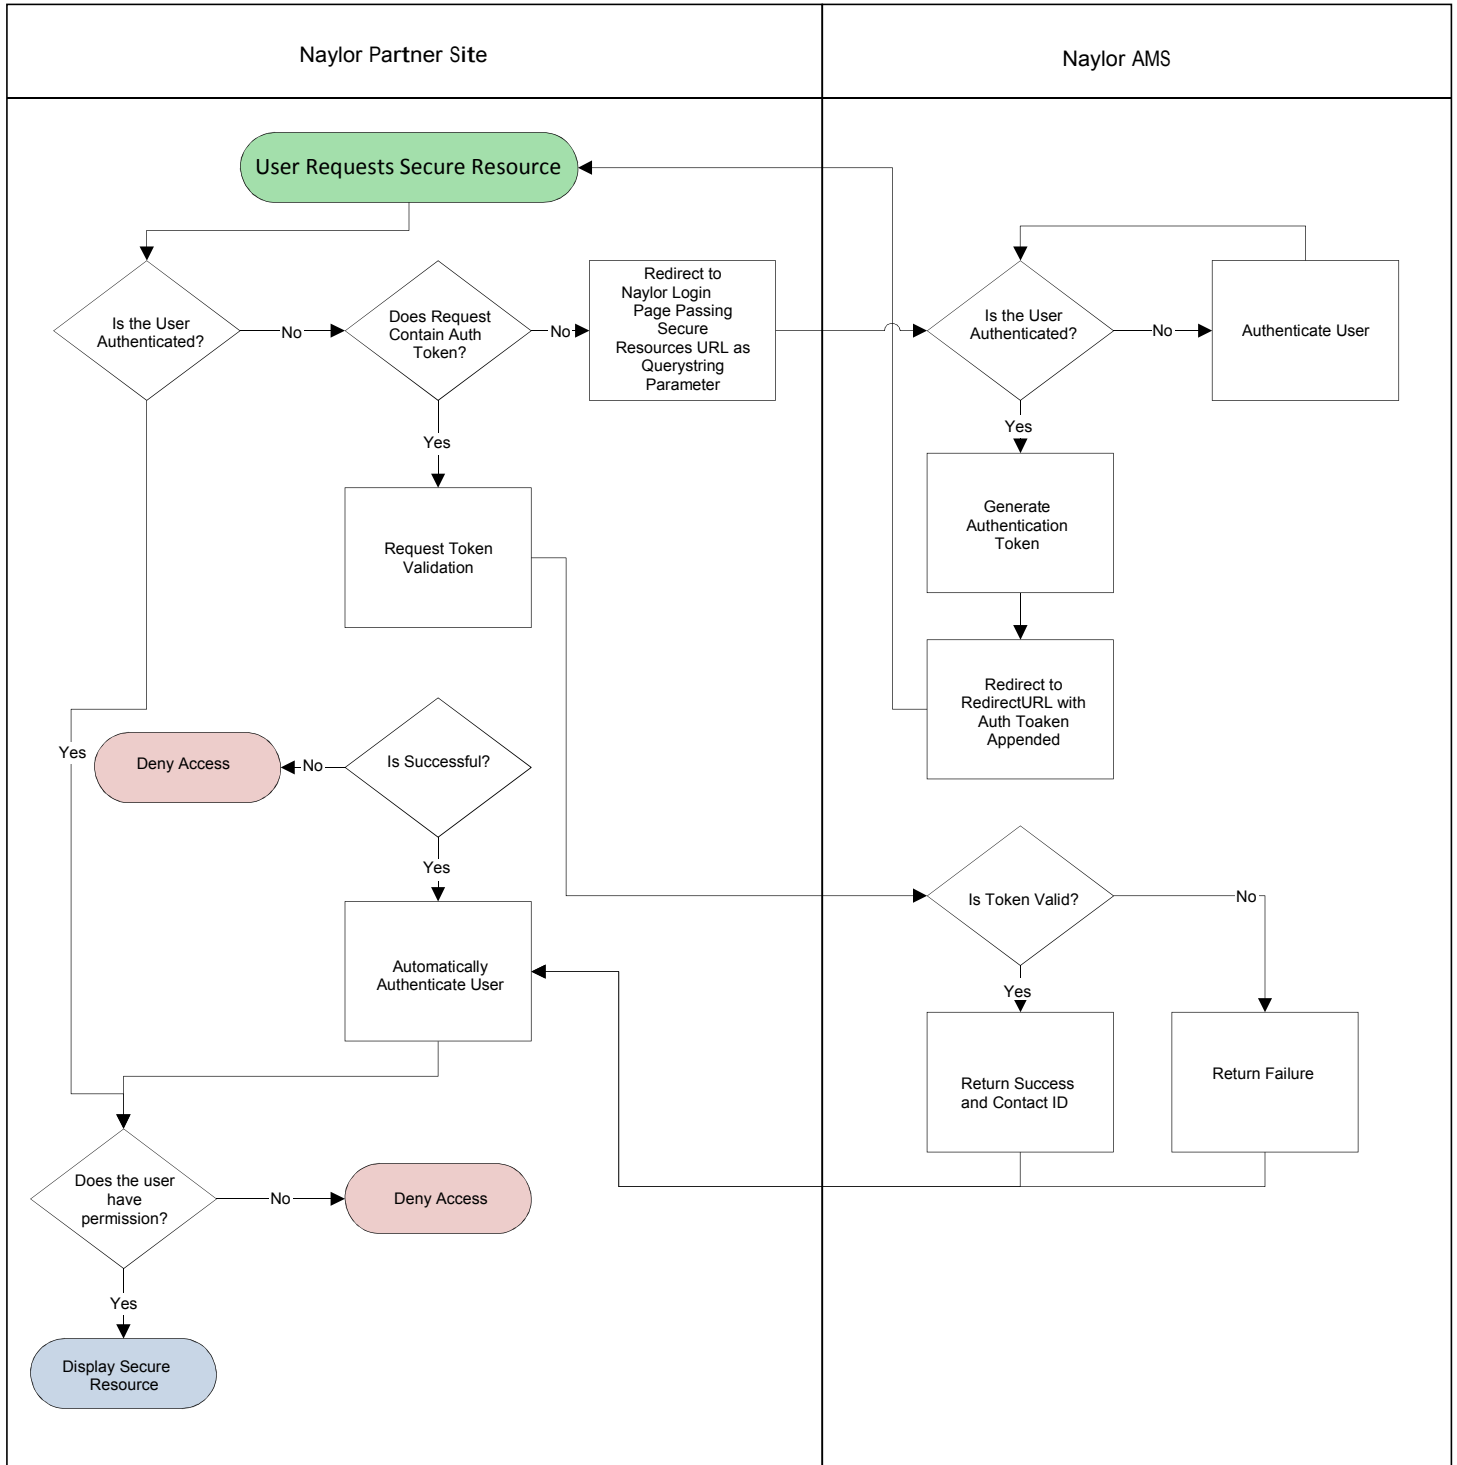 Naylor Partner Site
Naylor AMS
User Requests Secure Resource
Is the User
Authenticated?
No
Does Request
Contain Auth
Token?
No
Redirect to
Naylor Login
Page Passing
Secure
Resources URL as
Querystring
Parameter
Is the User
Authenticated?
No
Authenticate User
Yes
Yes
Generate
Authentication
Token
Request Token
Validation
Redirect to
RedirectURL with
Auth Toaken
Appended
Yes
Deny Access
No
Is Successful?
Yes
Is Token Valid?
No
Automatically
Authenticate User
Yes
Return Success
and Contact ID
Return Failure
Does the user
have
permission?
No
Deny Access
Yes
Display Secure
Resource